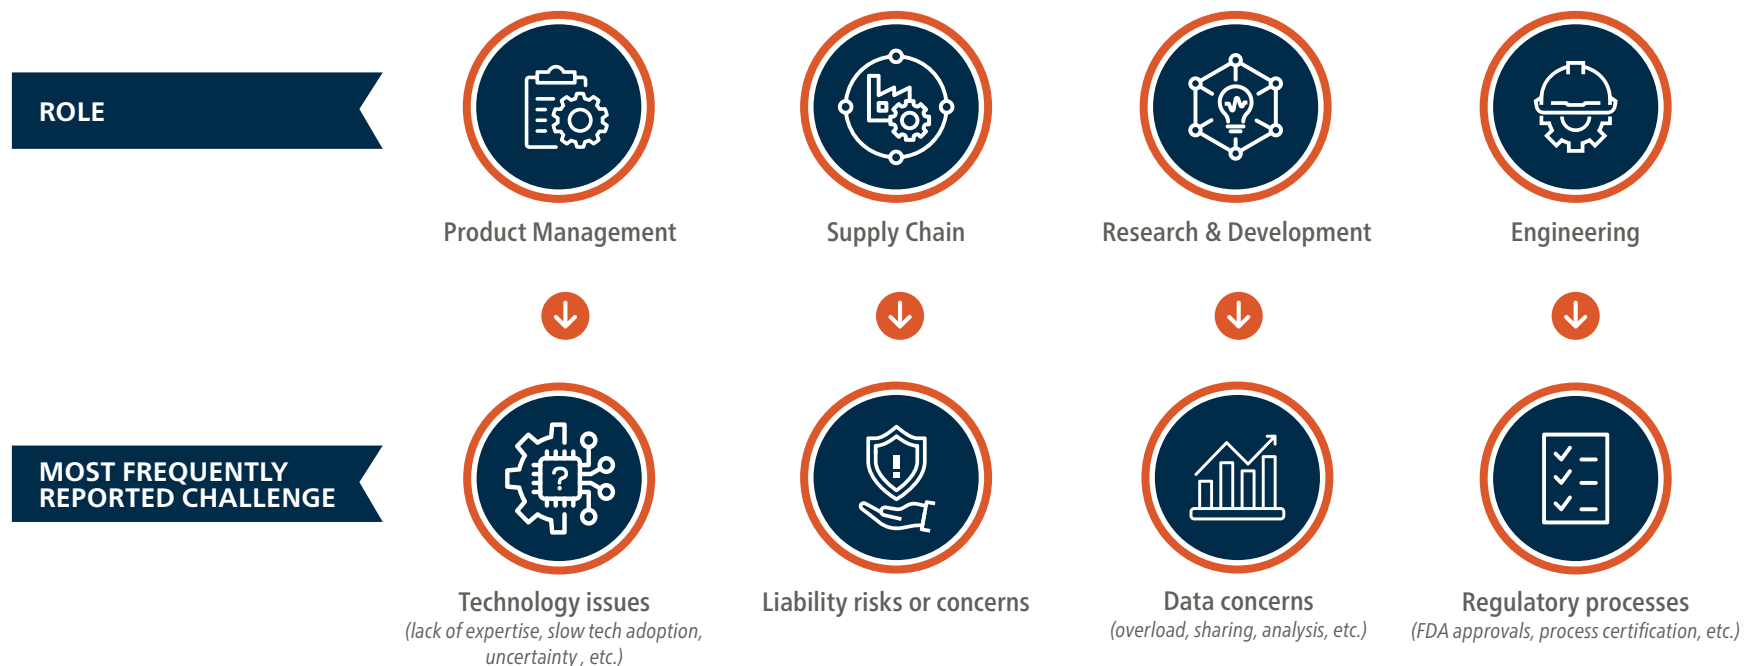 ROLE
Product Management
Supply Chain
Research & Development
Engineering
MOST FREQUENTLY
REPORTED CHALLENGE
?
!
Technology issues
(lack of expertise, slow tech adoption,
uncertainty , etc.)
Liability risks or concerns
Data concerns
(overload, sharing, analysis, etc.)
Regulatory processes
(FDA approvals, process certification, etc.)